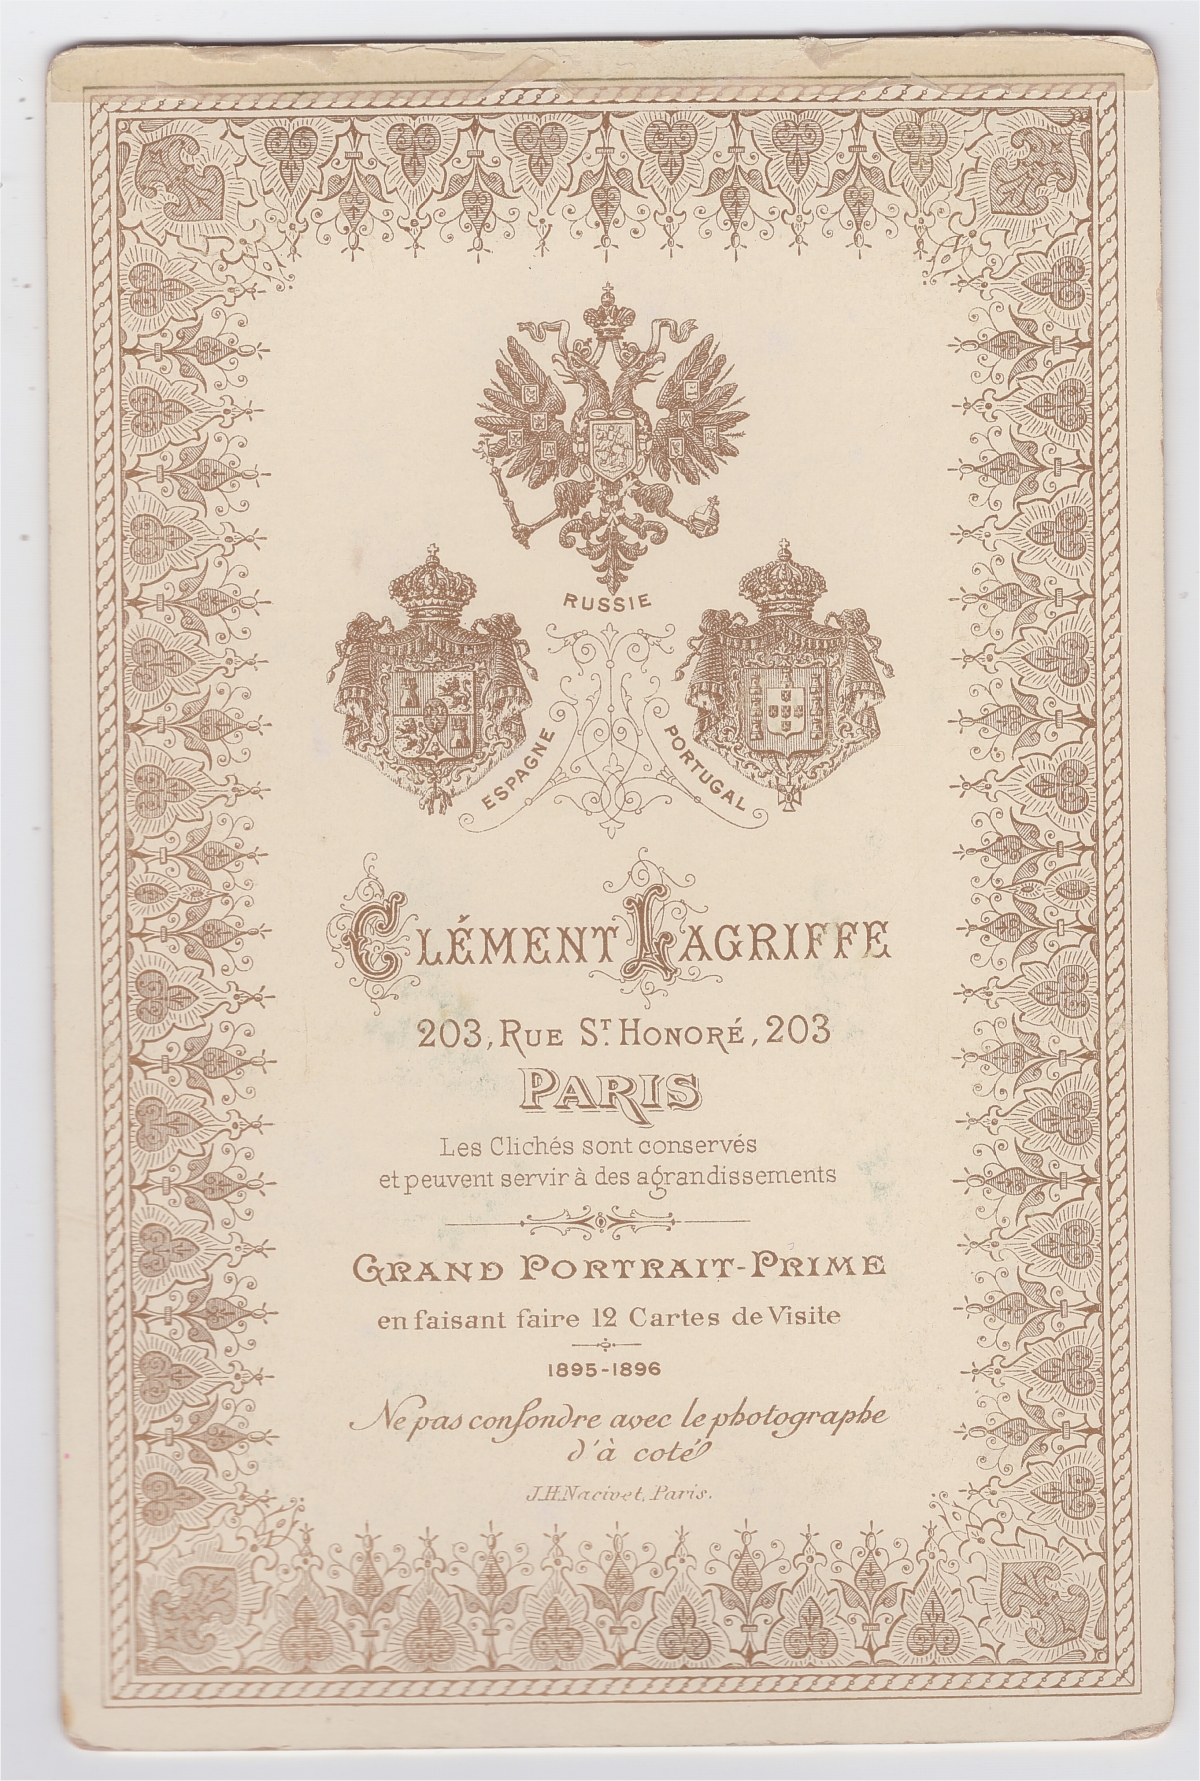 RUSSIE
ESPAGNE
PORTUGAL
CLÉMENT LAGRIFFE
203, RUE ST. HONORÉ, 203
PARIS
Les Clichés sont conservés
et peuvent servir à des agrandissements
GRAND PORTRAIT-PRIME
en faisant faire 12 Cartes de Visite
1895-1896
Ne pas confondre avec le photographe
d'à coté
J.H. Nacivet, Paris.